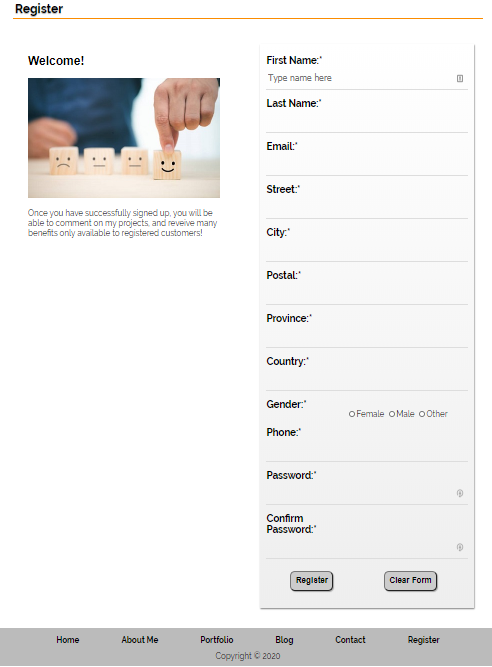 Register
Welcome!
Once you have successfully signed up, you will be
able to comment on my projects, and reveive many
benefits only available to registered customers!
First Name:*
Type name here
Last Name:*
Email:*
Street:*
City:*
Postal:*
Province:*
Country:*
Gender:*
Female Male Other
Phone:*
Password:*
Confirm
Password:*
Register Clear Form
Home About Me Portfolio Blog Contact Register
Copyright © 2020